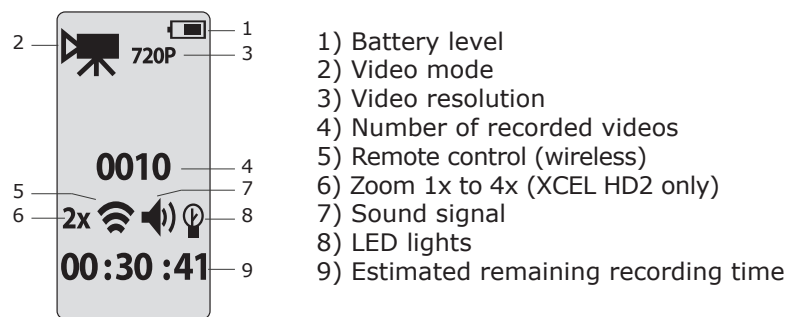 1
2
720P
3
0010
4
5
7
6
2x
8
00:30 :41
9
1) Battery level
2) Video mode
3) Video resolution
4) Number of recorded videos
5) Remote control (wireless)
6) Zoom 1x to 4x (XCEL HD2 only)
7) Sound signal
8) LED lights
9) Estimated remaining recording time